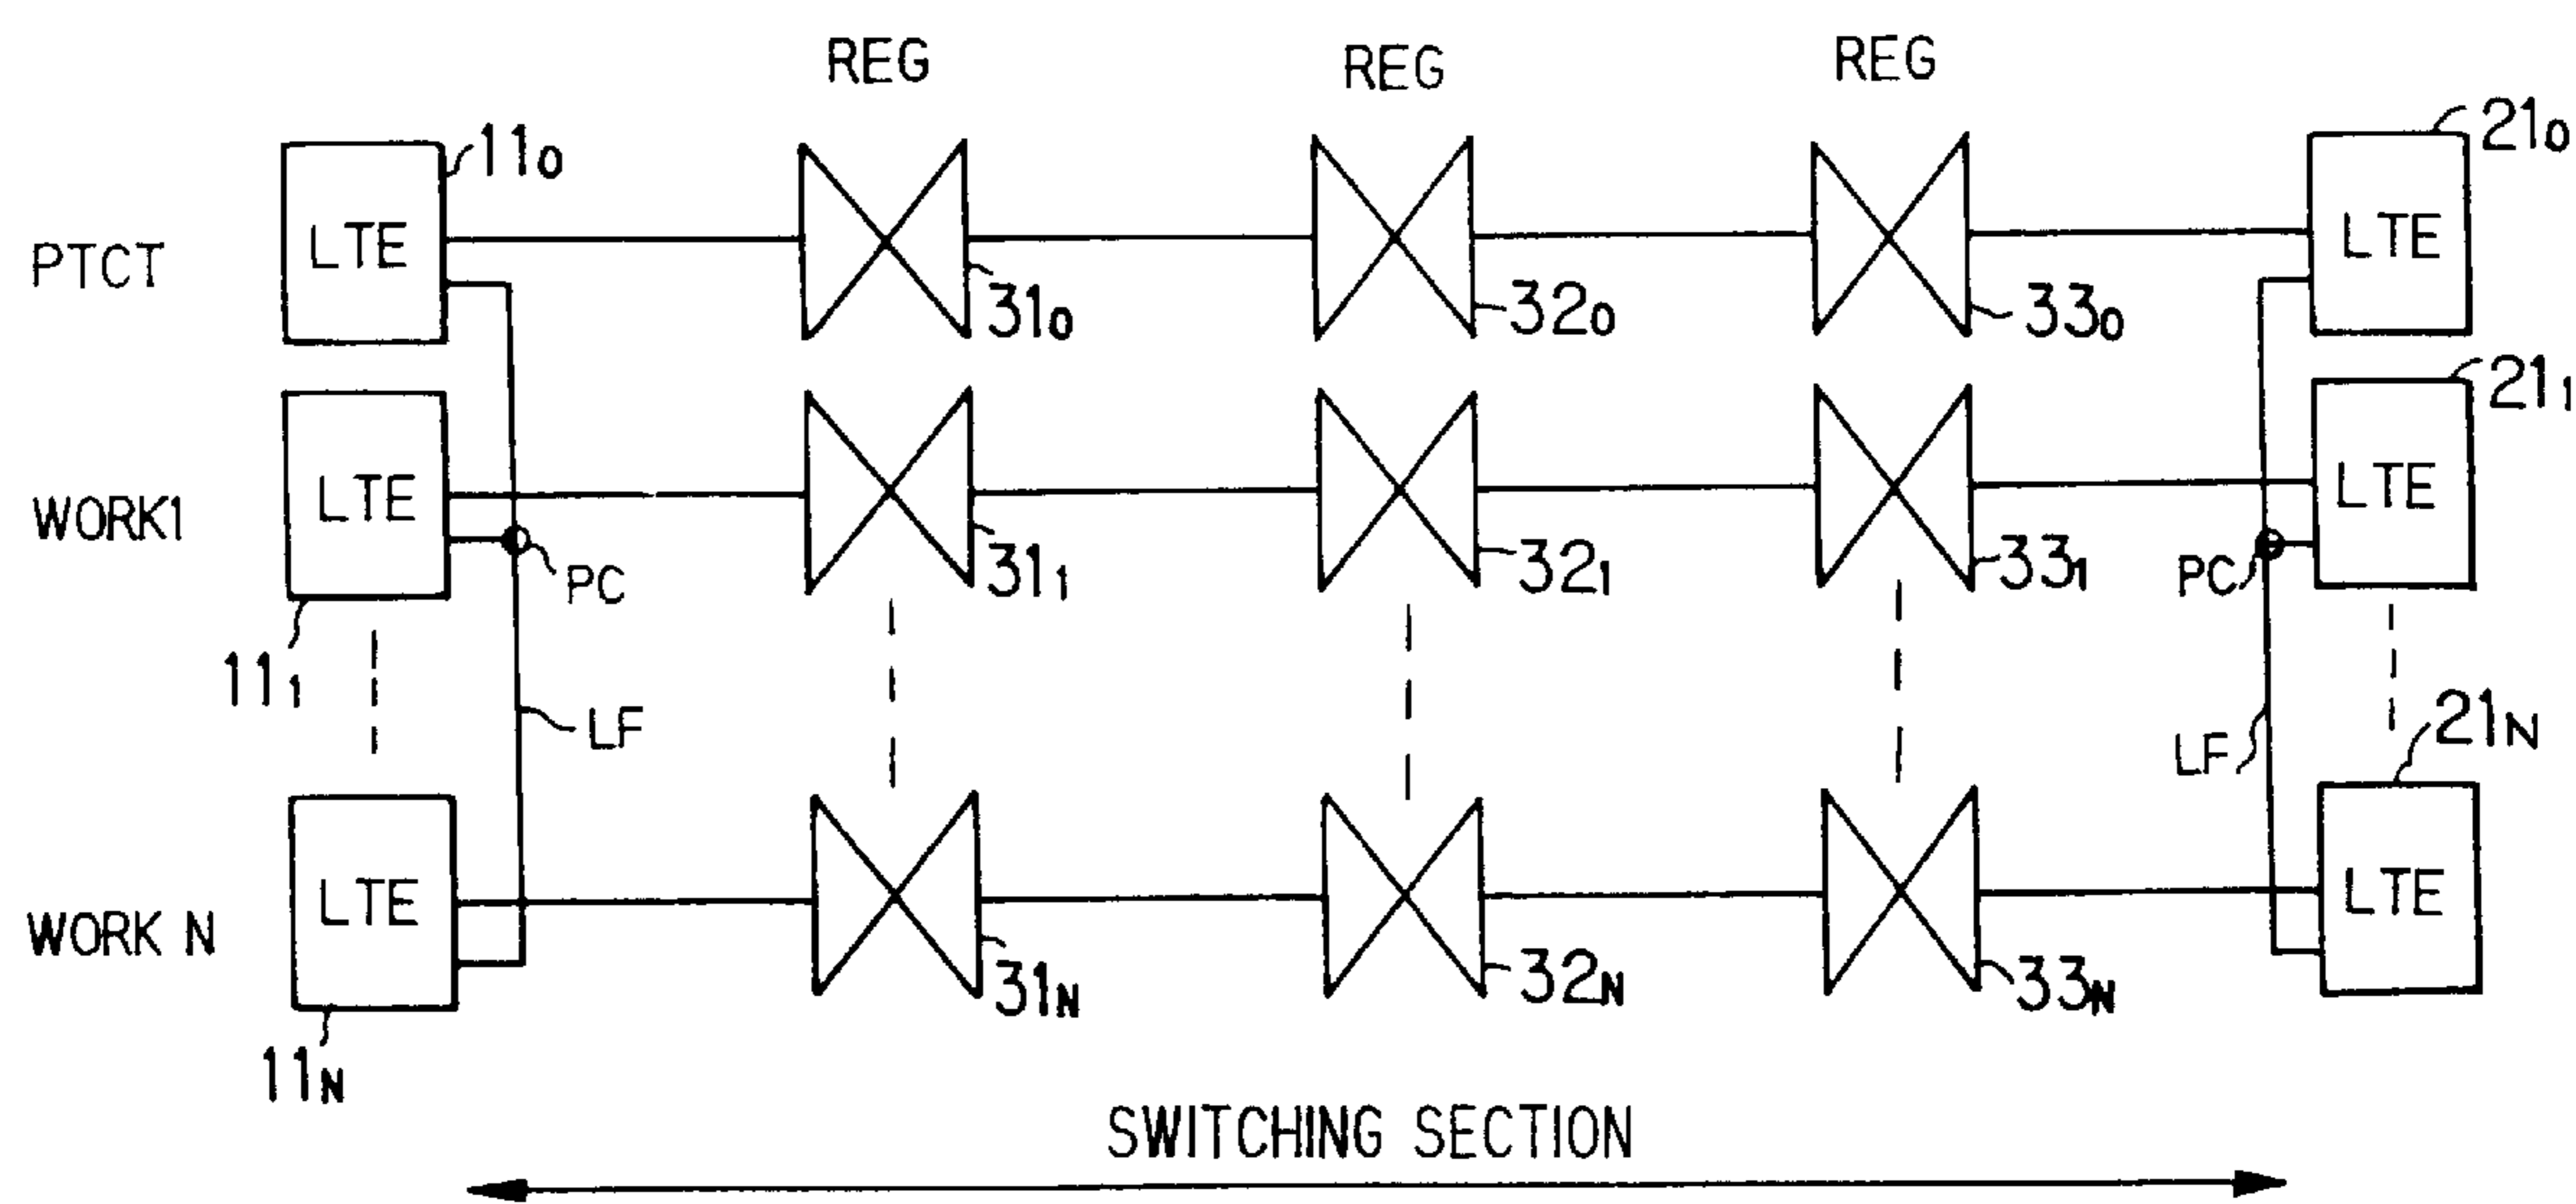 REG REG REG
11₀ 21₀
PTCT LTE LTE
31₀ 32₀ 33₀
21₁
WORK1 LTE LTE
31₁ PC 32₁ 33₁ PC
11₁ LF LF 21N
WORK N LTE LTE
31N 32N 33N
11N
SWITCHING SECTION